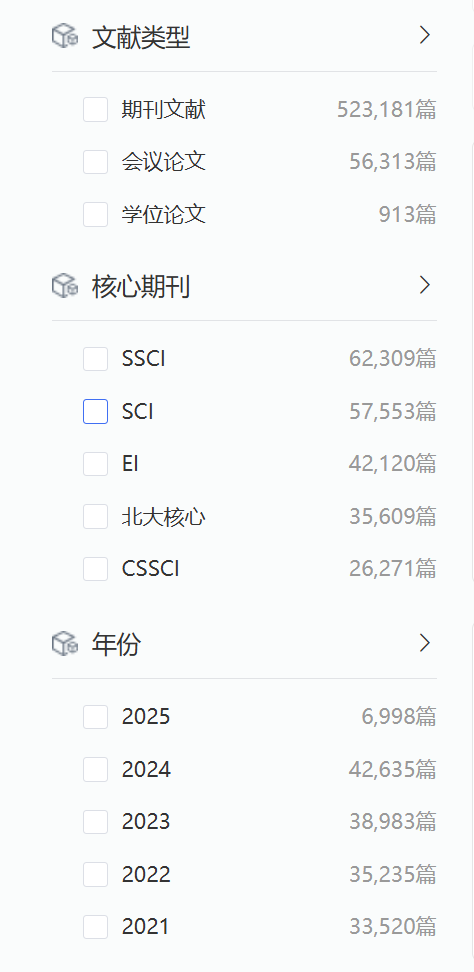 文献类型
期刊文献 523,181篇
会议论文 56,313篇
学位论文 913篇
核心期刊
SSCI 62,309篇
SCI 57,553篇
EI 42,120篇
北大核心 35,609篇
CSSCI 26,271篇
年份
2025 6,998篇
2024 42,635篇
2023 38,983篇
2022 35,235篇
2021 33,520篇